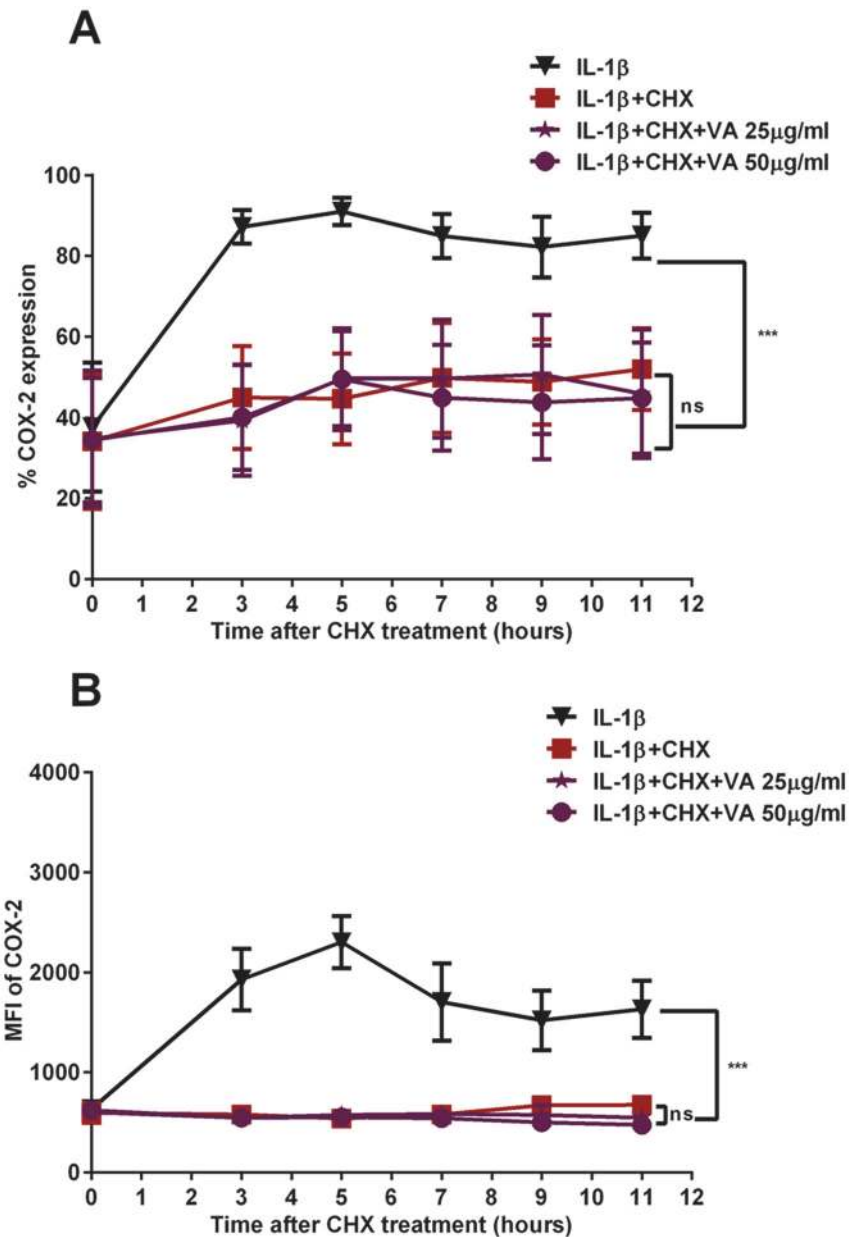 A
IL-1β
IL-1β+CHX
IL-1β+CHX+VA 25μg/ml
IL-1β+CHX+VA 50μg/ml
100
80
60
40
20
0
% COX-2 expression
***
ns
0 1 2 3 4 5 6 7 8 9 10 11 12
Time after CHX treatment (hours)
B
IL-1β
IL-1β+CHX
IL-1β+CHX+VA 25μg/ml
IL-1β+CHX+VA 50μg/ml
4000
3000
2000
1000
0
MFI of COX-2
***
ns
0 1 2 3 4 5 6 7 8 9 10 11 12
Time after CHX treatment (hours)